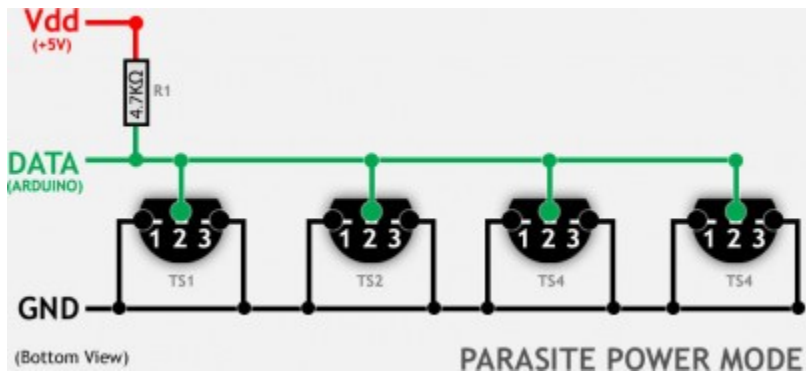 Vdd
(+5V)
4.7KΩ
R1
DATA
(ARDUINO)
1 2 3
1 2 3
1 2 3
1 2 3
TS1
TS2
TS4
TS4
GND
(Bottom View)
PARASITE POWER MODE